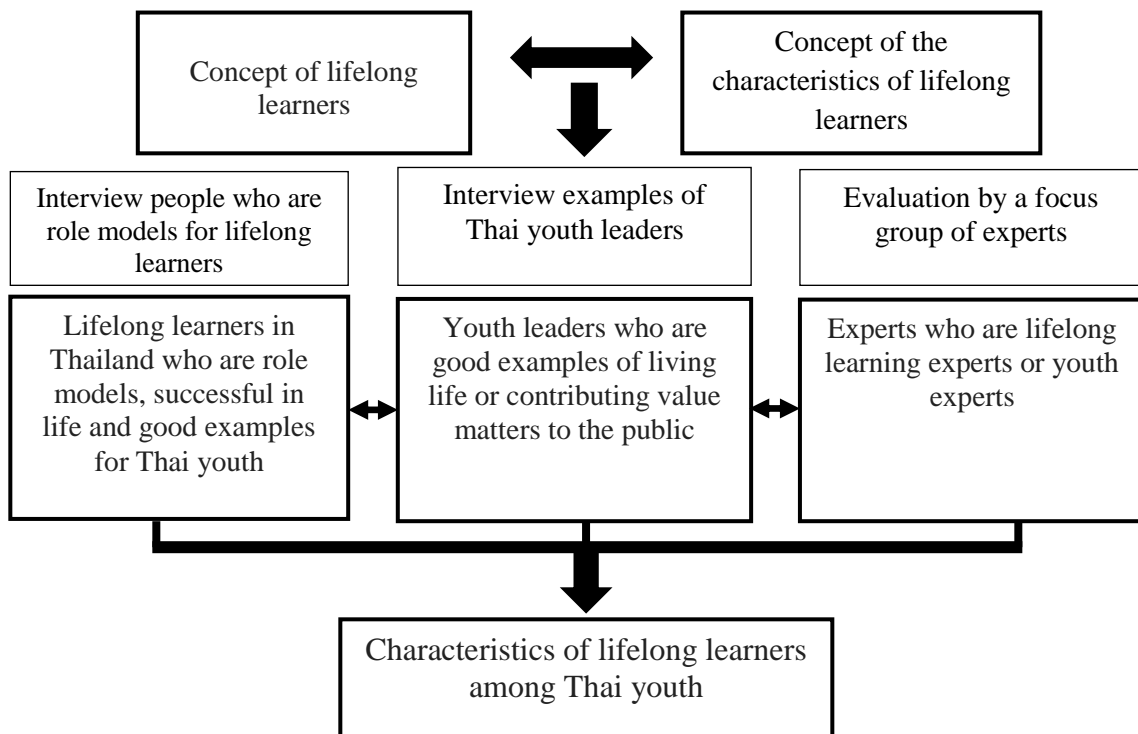 Concept of lifelong
learners
Concept of the
characteristics of lifelong
learners
Interview people who are
role models for lifelong
learners
Interview examples of
Thai youth leaders
Evaluation by a focus
group of experts
Lifelong learners in
Thailand who are role
models, successful in
life and good examples
for Thai youth
Youth leaders who are
good examples of living
life or contributing value
matters to the public
Experts who are lifelong
learning experts or youth
experts
Characteristics of lifelong learners
among Thai youth